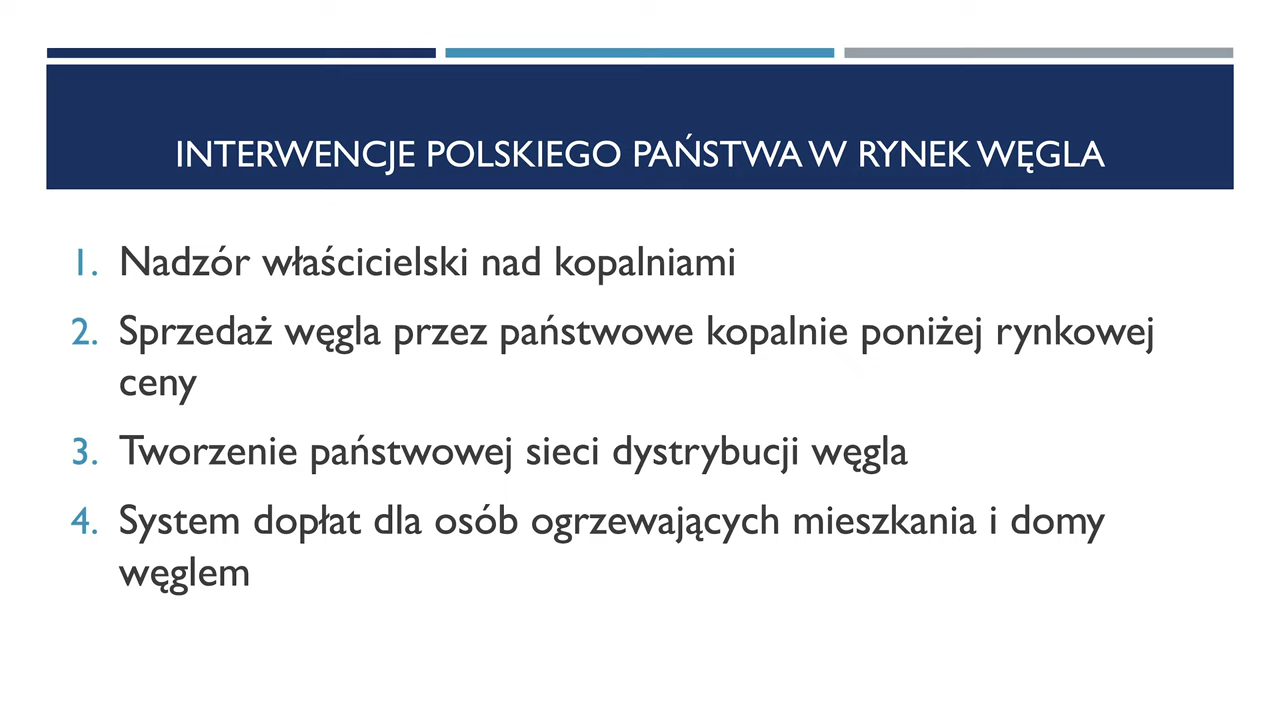 INTERWENCJE POLSKIEGO PAŃSTWA W RYNEK WĘGLA
1. Nadzór właścicielski nad kopalniami
2. Sprzedaż węgla przez państwowe kopalnie poniżej rynkowej
ceny
3. Tworzenie państwowej sieci dystrybucji węgla
4. System dopłat dla osób ogrzewających mieszkania i domy
węglem